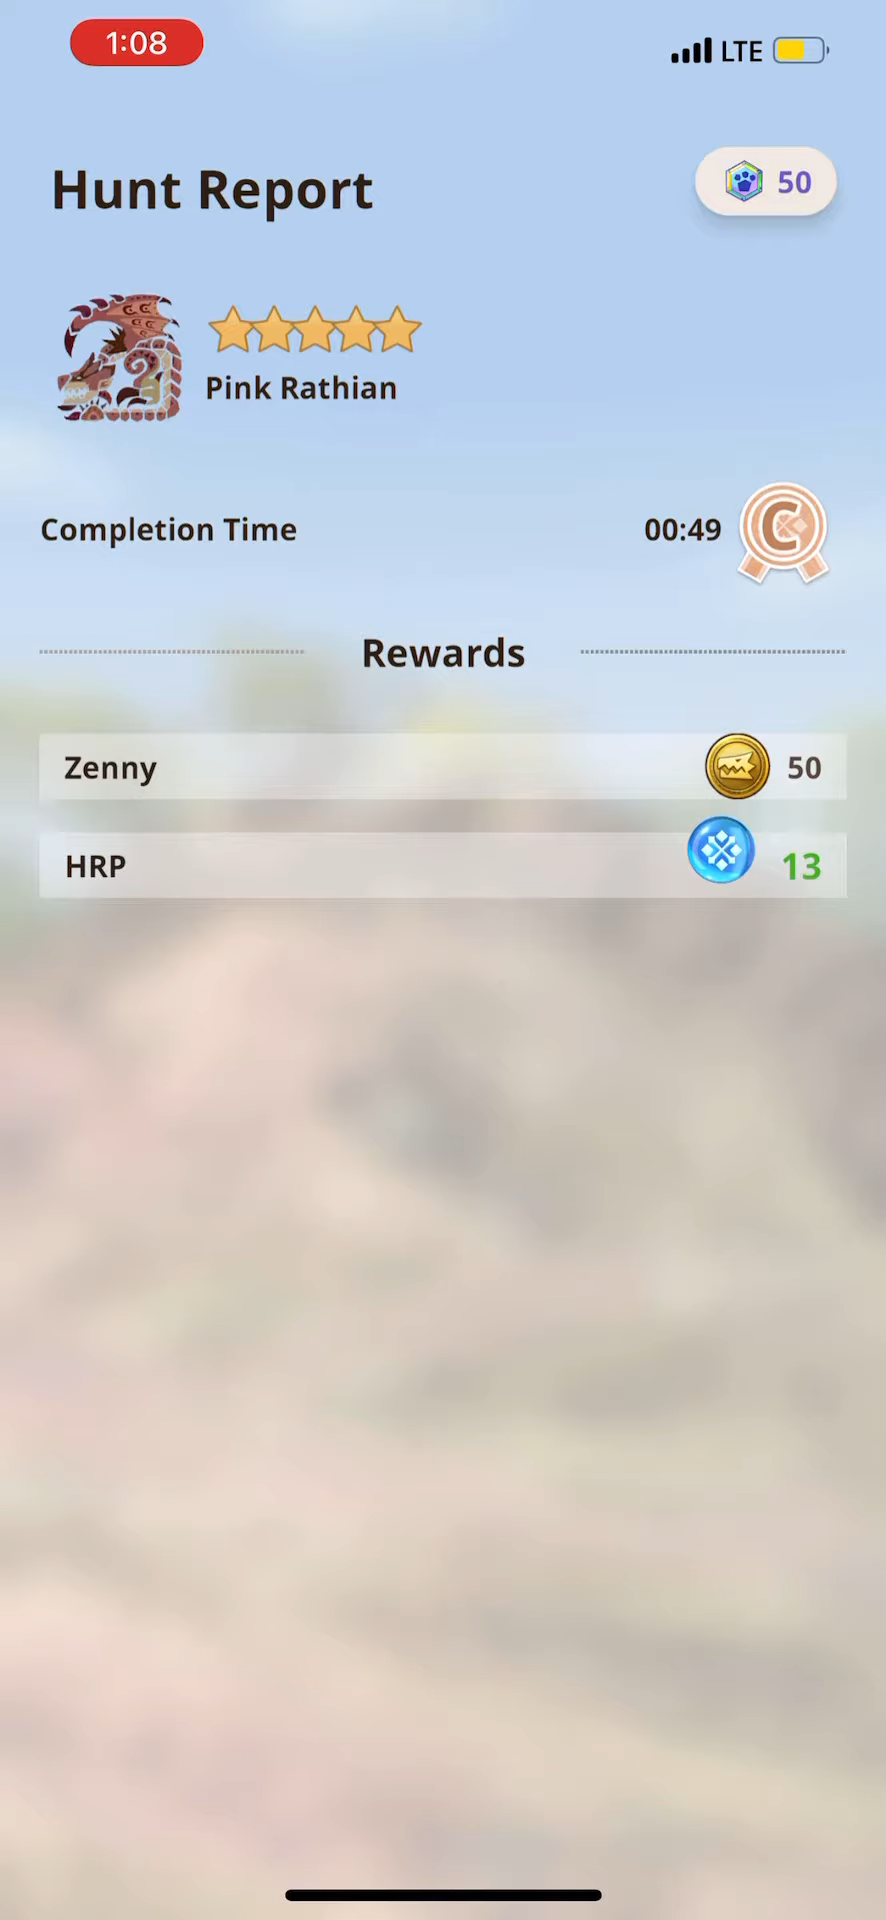 1:08
LTE
Hunt Report
50
Pink Rathian
Completion Time
00:49
C
Rewards
Zenny
50
HRP
13